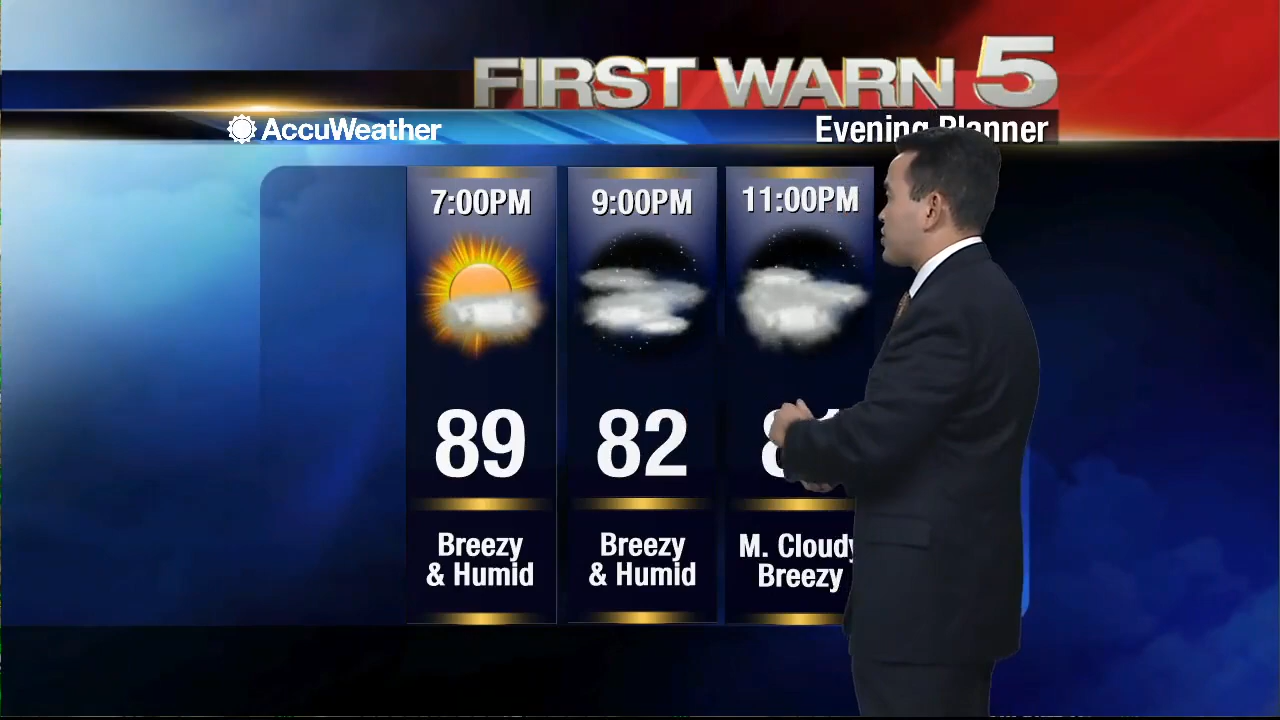 FIRST WARN 5
AccuWeather
Evening Planner
7:00PM
9:00PM
11:00PM
89
82
Breezy
& Humid
Breezy
& Humid
M. Cloudy
Breezy